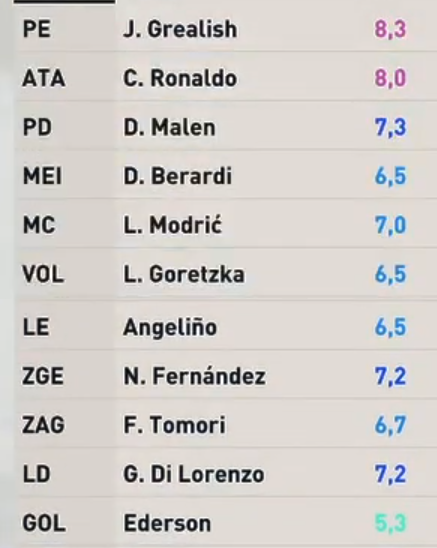 PE J. Grealish 8,3
ATA C. Ronaldo 8,0
PD D. Malen 7,3
MEI D. Berardi 6,5
MC L. Modrić 7,0
VOL L. Goretzka 6,5
LE Angeliño 6,5
ZGE N. Fernández 7,2
ZAG F. Tomori 6,7
LD G. Di Lorenzo 7,2
GOL Ederson 5,3